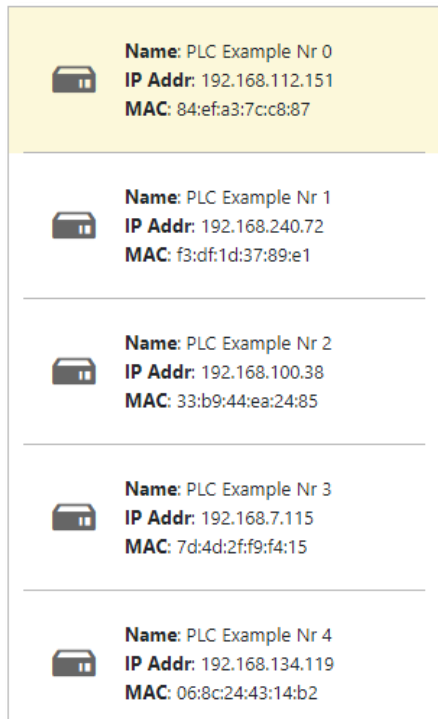 Name: PLC Example Nr 0
IP Addr: 192.168.112.151
MAC: 84:ef:a3:7c:c8:87
Name: PLC Example Nr 1
IP Addr: 192.168.240.72
MAC: f3:df:1d:37:89:e1
Name: PLC Example Nr 2
IP Addr: 192.168.100.38
MAC: 33:b9:44:ea:24:85
Name: PLC Example Nr 3
IP Addr: 192.168.7.115
MAC: 7d:4d:2f:f9:f4:15
Name: PLC Example Nr 4
IP Addr: 192.168.134.119
MAC: 06:8c:24:43:14:b2